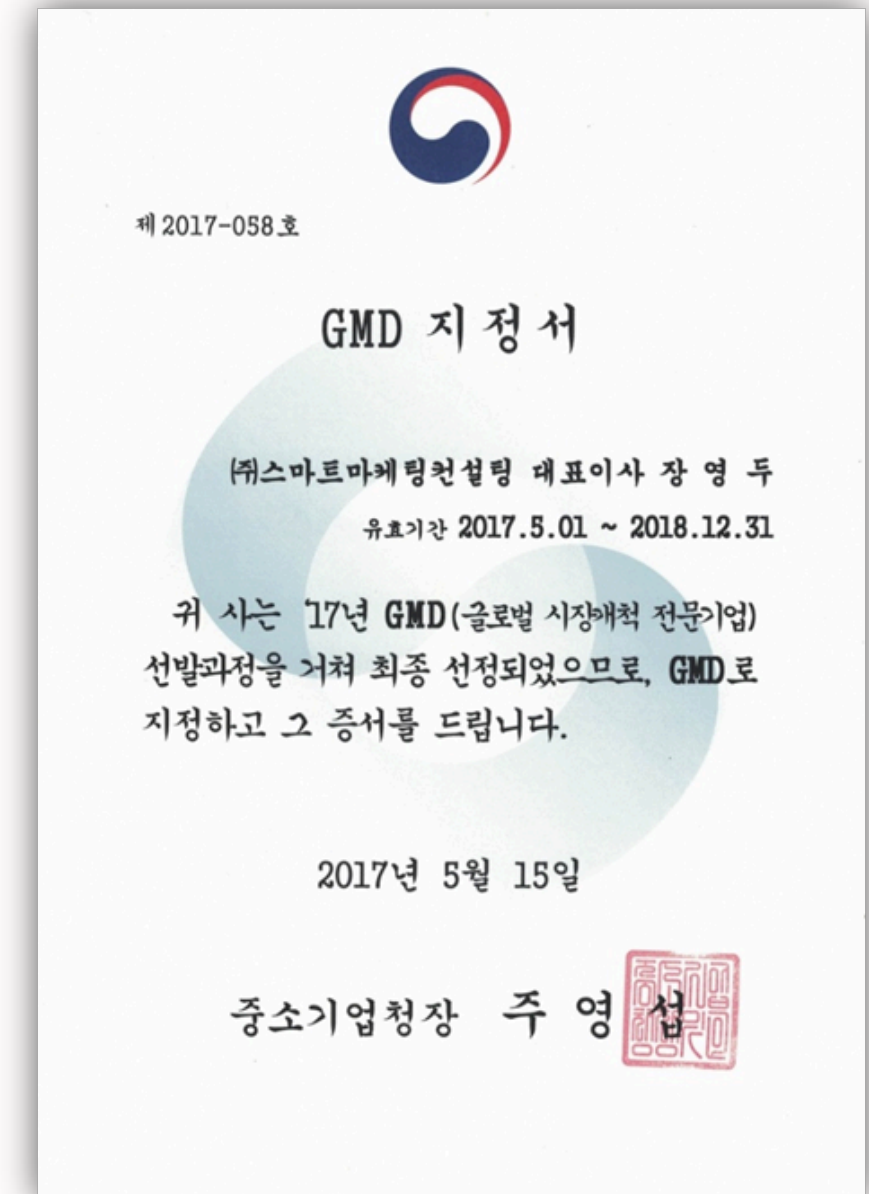 제 2017-058 호
GMD 지정서
㈜스마트마케팅컨설팅 대표이사 장 영 두
유효기간 2017.5.01 ~ 2018.12.31
귀 사는 '17년 GMD(글로벌 시장개척 전문기업)
선발과정을 거쳐 최종 선정되었으므로, GMD로
지정하고 그 증서를 드립니다.
2017년 5월 15일
중소기업청장 주 영 섭